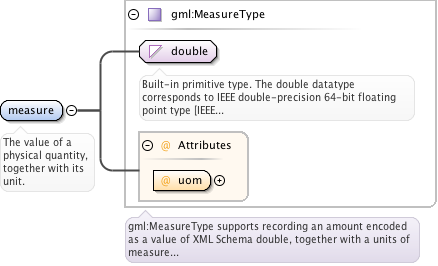 gml:MeasureType
double
Built-in primitive type. The double datatype
corresponds to IEEE double-precision 64-bit floating
point type [IEEE...
measure
The value of a
physical quantity,
together with its
unit.
@ Attributes
@ uom
gml:MeasureType supports recording an amount encoded
as a value of XML Schema double, together with a units of
measure...